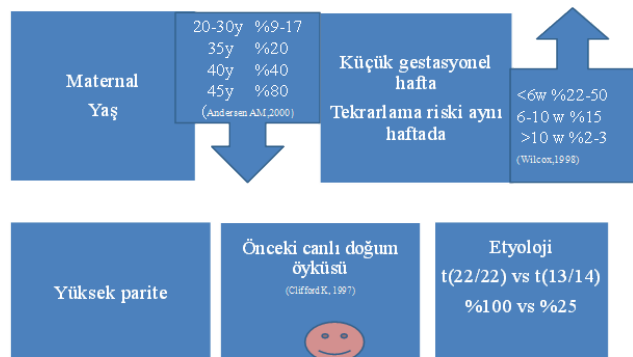 Maternal
Yaş
20-30y %9-17
35y %20
40y %40
45y %80
(Andersen AM,2000)
Küçük gestasyonel
hafta
Tekrarlama riski aynı
haftada
<6w %22-50
6-10 w %15
>10 w %2-3
(Wilcox,1998)
Yüksek parite
Önceki canlı doğum
öyküsü
(Clifford K, 1997)
Etyoloji
t(22/22) vs t(13/14)
%100 vs %25